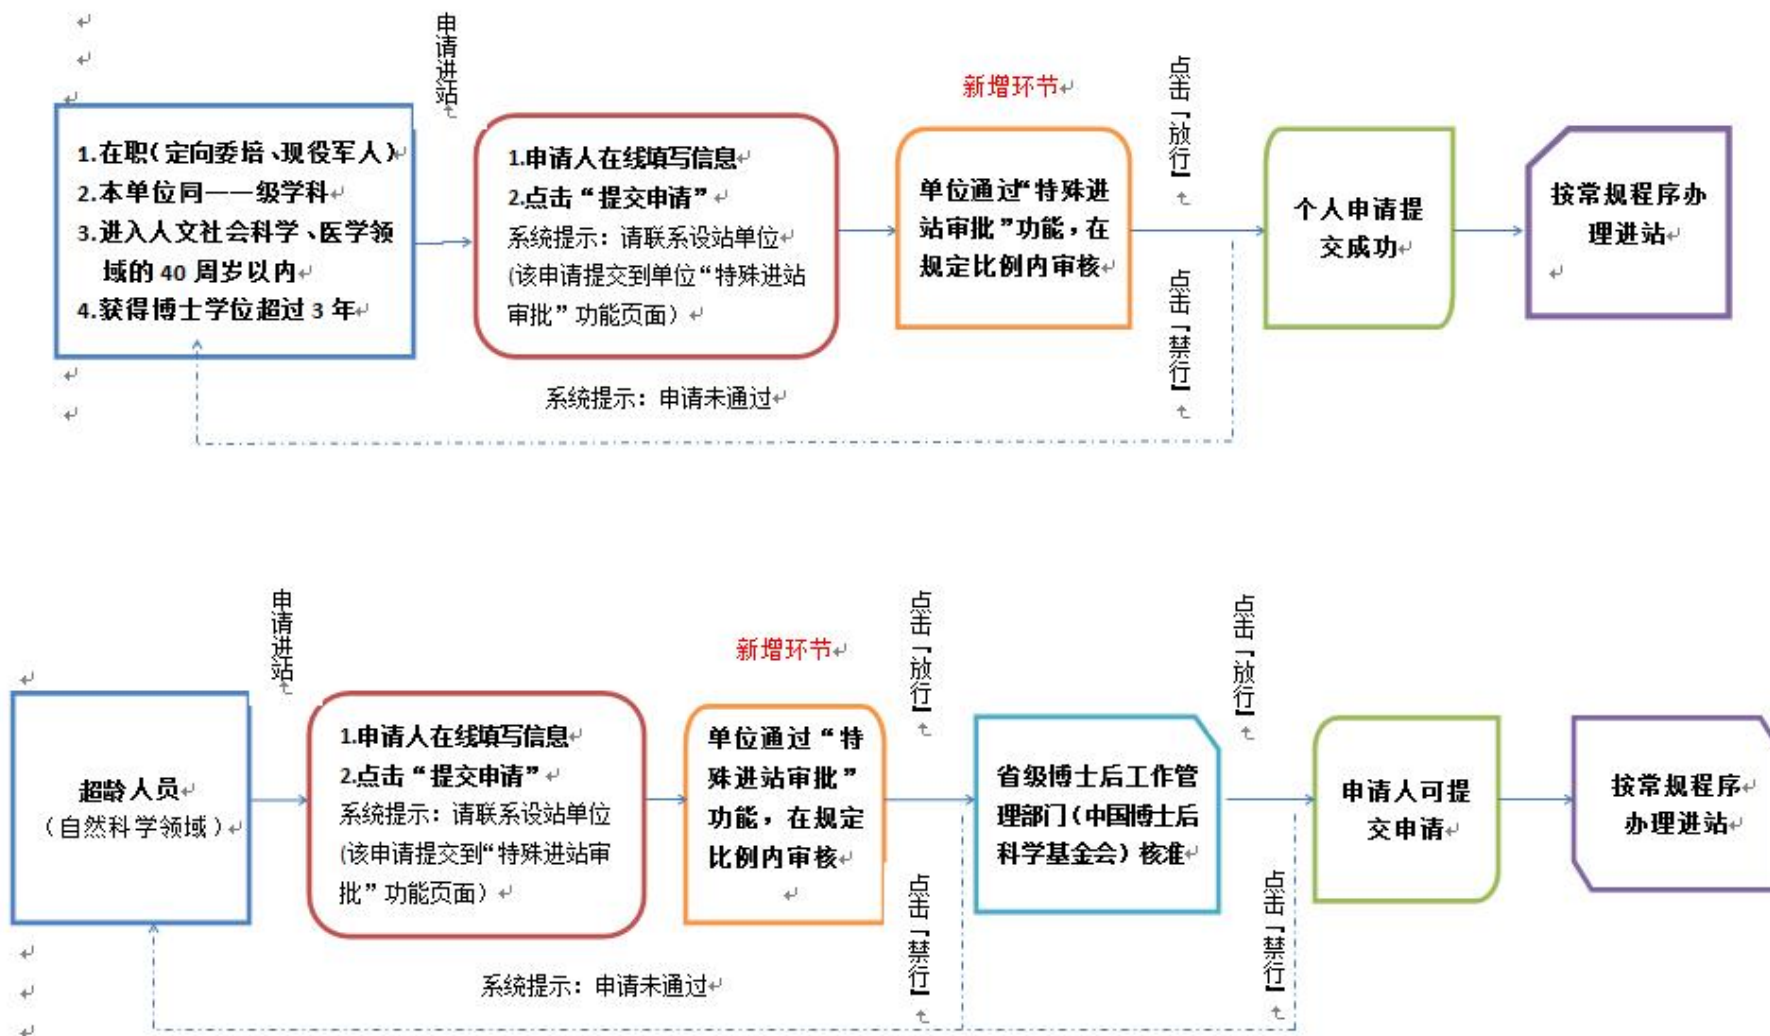 申请进站
新增环节
点击「放行】
1.在职(定向委培、现役军人)
2.本单位同一一级学科
3.进入人文社会科学、医学领
域的 40 周岁以内
4.获得博士学位超过 3 年
1.申请人在线填写信息
2.点击“提交申请”
系统提示：请联系设站单位
(该申请提交到单位“特殊进站
审批”功能页面）
单位通过“特殊进
站审批”功能，在
规定比例内审核
个人申请提
交成功
按常规程序办
理进站
点击「禁行】
系统提示：申请未通过
申请进站
新增环节
点击「放行】
点击「放行】
超龄人员
（自然科学领域）
1.申请人在线填写信息
2.点击“提交申请”
系统提示：请联系设站单位
(该申请提交到“特殊进站审
批”功能页面）
单位通过“特
殊进站审批”
功能，在规定
比例内审核
省级博士后工作管
理部门（中国博士后
科学基金会）核准
申请人可提
交申请
按常规程序
办理进站
点击「禁行】
点击「禁行】
系统提示：申请未通过